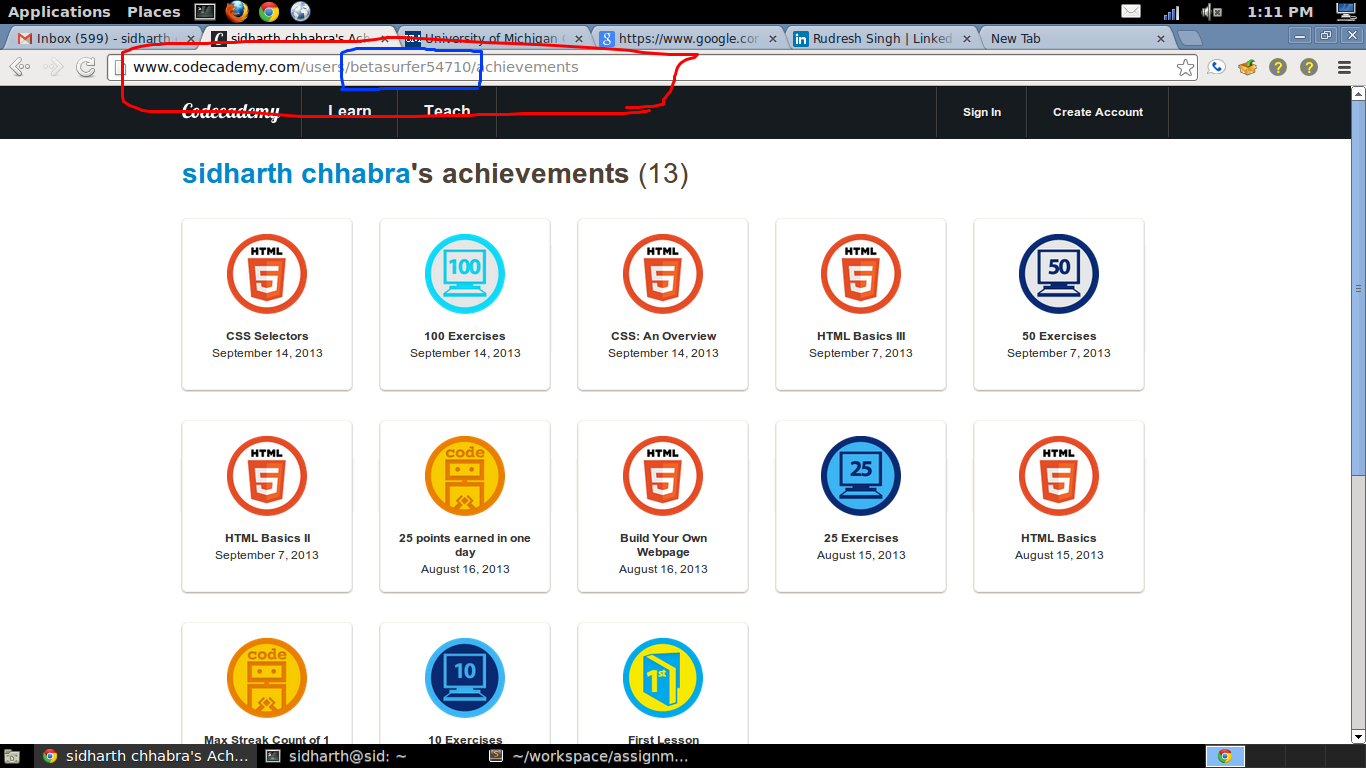 Applications Places 1:11 PM
Inbox (599) - sidharth sidharth chhabra's Ach University of Michigan https://www.google.com Rudresh Singh | Linked New Tab
www.codecademy.com/users/betasurfer54710/achievements
Codecademy Learn Teach Sign In Create Account
sidharth chhabra's achievements (13)
HTML 5 100 HTML 5 HTML 5 50
CSS Selectors 100 Exercises CSS: An Overview HTML Basics III 50 Exercises
September 14, 2013 September 14, 2013 September 14, 2013 September 7, 2013 September 7, 2013
HTML 5 code HTML 5 25 HTML 5
HTML Basics II 25 points earned in one day Build Your Own Webpage 25 Exercises HTML Basics
September 7, 2013 August 16, 2013 August 16, 2013 August 15, 2013 August 15, 2013
code 10 1st
Max Streak Count of 1 10 Exercises First Lesson
sidharth chhabra's Ach... sidharth@sid: ~ ~/workspace/assignm...